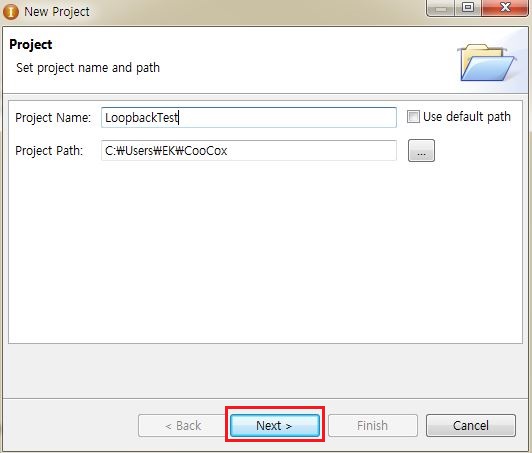 New Project
Project
Set project name and path
Project Name: LoopbackTest Use default path
Project Path: C:₩Users₩EK₩CooCox ...
< Back Next > Finish Cancel